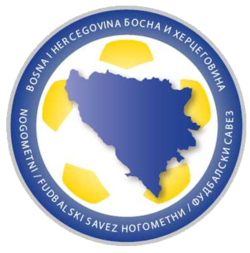 BOSNA I HERCEGOVINA БОСНА И ХЕРЦЕГОВИНА
NOGOMETNI / FUDBALSKI SAVEZ НОГОМЕТНИ / ФУДБАЛСКИ САВЕЗ